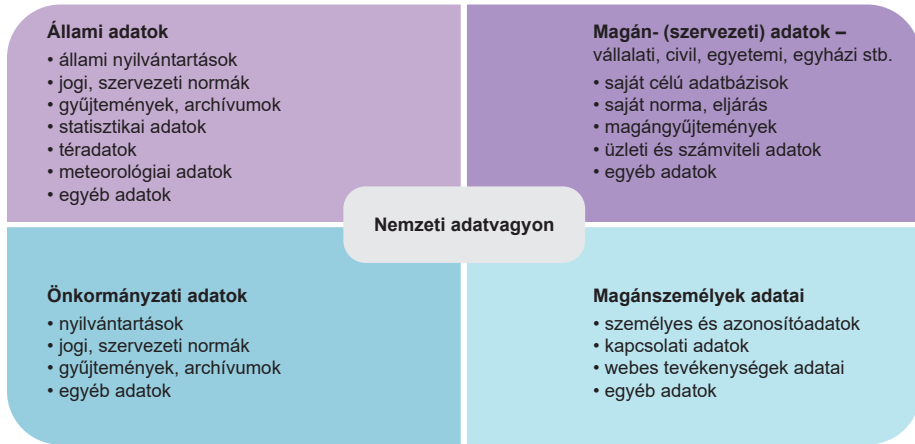 Állami adatok
• állami nyilvántartások
• jogi, szervezeti normák
• gyűjtemények, archívumok
• statisztikai adatok
• téradatok
• meteorológiai adatok
• egyéb adatok
Magán- (szervezeti) adatok –
vállalati, civil, egyetemi, egyházi stb.
• saját célú adatbázisok
• saját norma, eljárás
• magángyűjtemények
• üzleti és számviteli adatok
• egyéb adatok
Nemzeti adatvagyon
Önkormányzati adatok
• nyilvántartások
• jogi, szervezeti normák
• gyűjtemények, archívumok
• egyéb adatok
Magánszemélyek adatai
• személyes és azonosítóadatok
• kapcsolati adatok
• webes tevékenységek adatai
• egyéb adatok